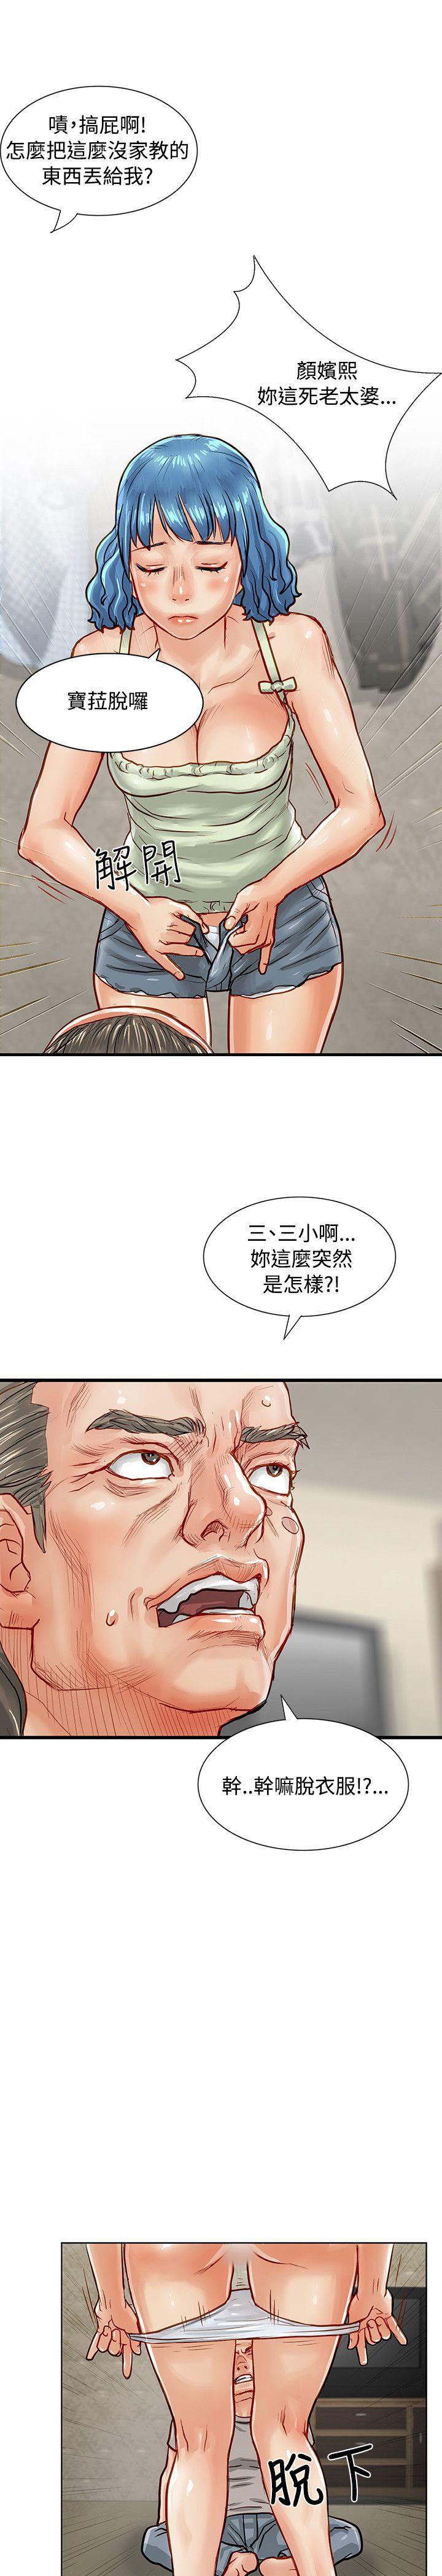 嘖，搞屁啊!
怎麼把這麼沒家教的
東西丟給我?
顏嬪熙
妳這死老太婆...
寶菈脫囉
解開
三、三小啊...
妳這麼突然
是怎樣?!
幹..幹嘛脫衣服!?...
脫下